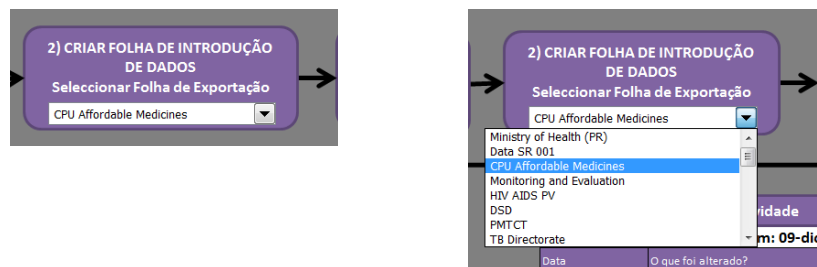 2) CRIAR FOLHA DE INTRODUÇÃO
DE DADOS
Seleccionar Folha de Exportação
CPU Affordable Medicines
2) CRIAR FOLHA DE INTRODUÇÃO
DE DADOS
Seleccionar Folha de Exportação
CPU Affordable Medicines
Ministry of Health (PR)
Data SR 001
CPU Affordable Medicines
Monitoring and Evaluation
HIV AIDS PV
DSD
PMTCT
TB Directorate
vidade
m: 09-dic
Data
O que foi alterado?